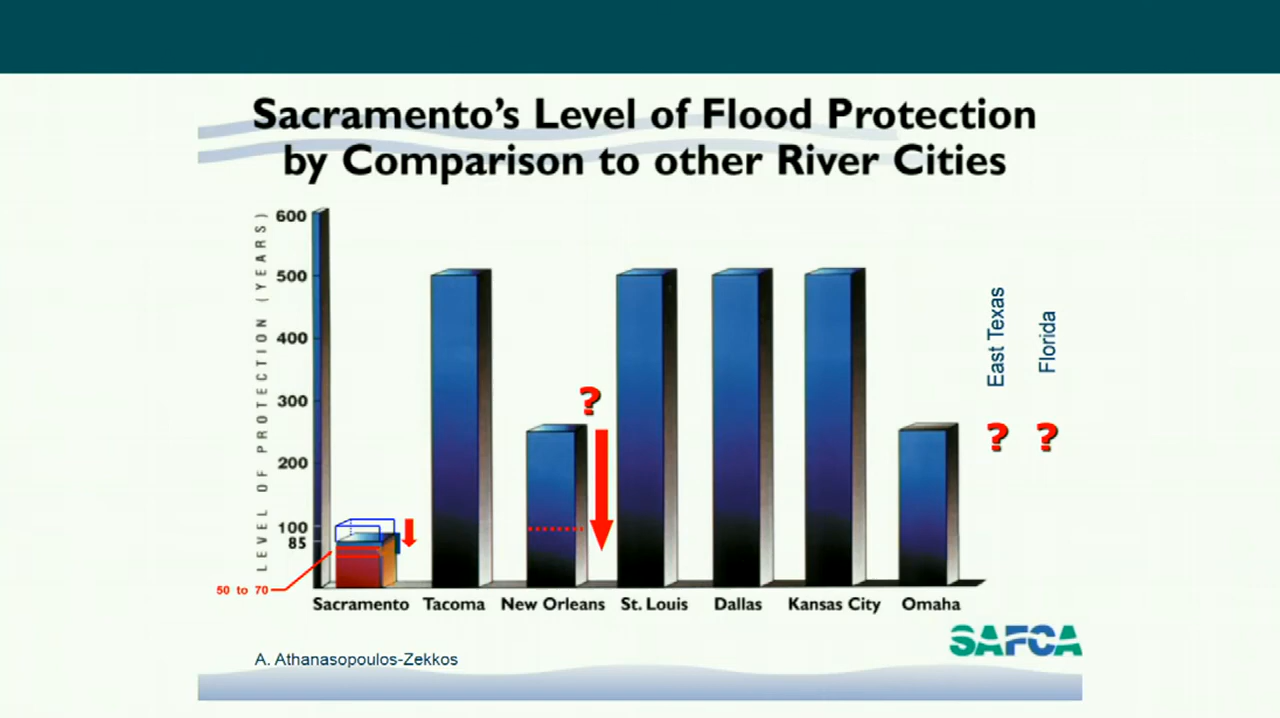 Sacramento's Level of Flood Protection
by Comparison to other River Cities
LEVEL OF PROTECTION (YEARS)
600
500
400
300
200
100
85
50 to 70
?
East Texas
Florida
?
?
Sacramento
Tacoma
New Orleans
St. Louis
Dallas
Kansas City
Omaha
SAFCA
A. Athanasopoulos-Zekkos